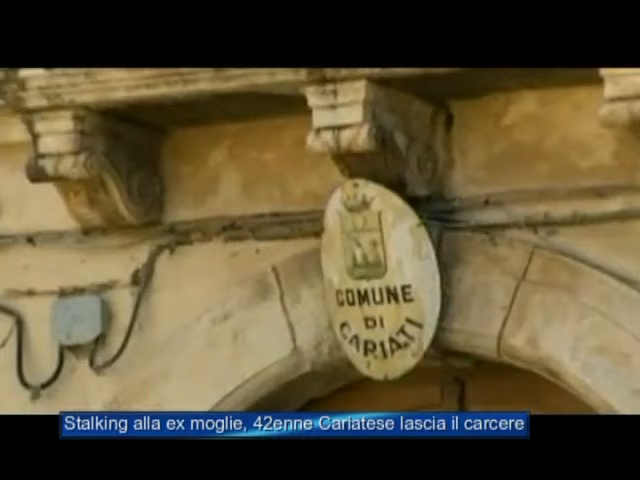 COMUNE
DI
CARIATI
Stalking alla ex moglie, 42enne Cariatese lascia il carcere